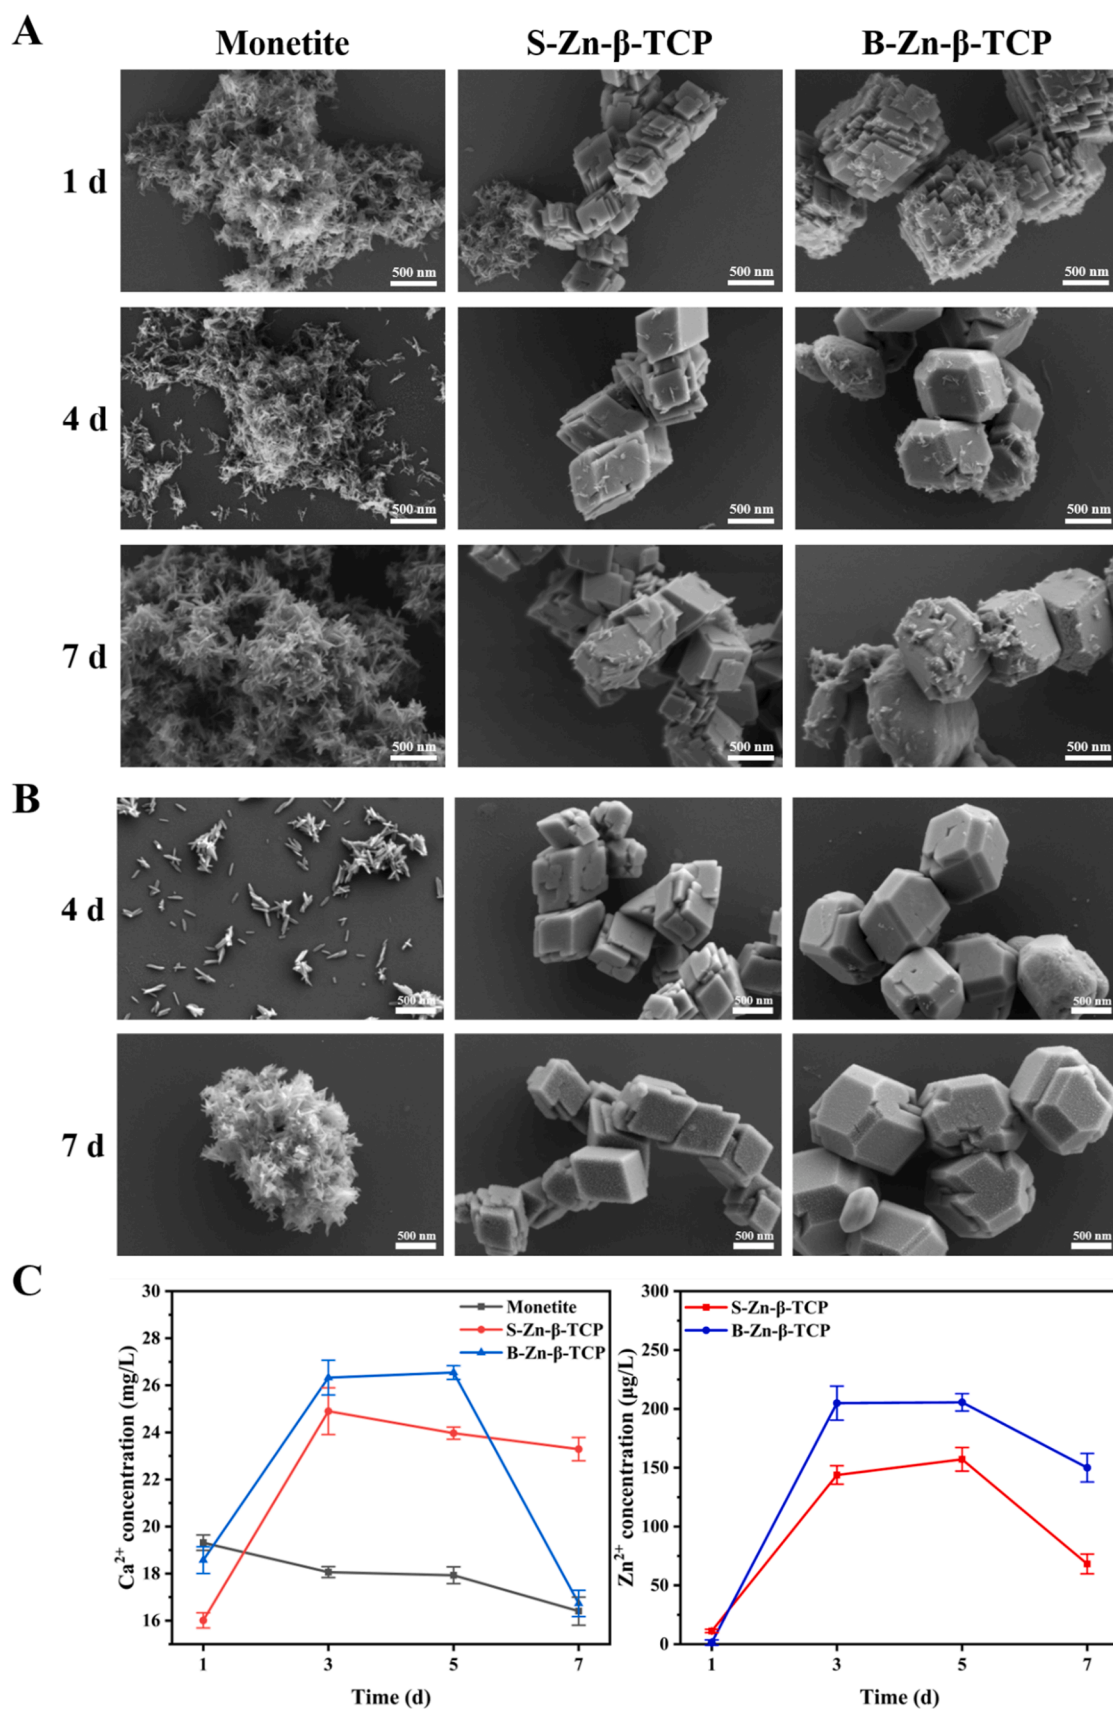 A
Monetite S-Zn-β-TCP B-Zn-β-TCP
1 d
500 nm 500 nm 500 nm
4 d
500 nm 500 nm 500 nm
7 d
500 nm 500 nm 500 nm
B
4 d
500 nm 500 nm 500 nm
7 d
500 nm 500 nm 500 nm
C
Ca²⁺ concentration (mg/L)
30
28
26
24
22
20
18
16
Monetite
S-Zn-β-TCP
B-Zn-β-TCP
1 3 5 7
Time (d)
Zn²⁺ concentration (μg/L)
300
250
200
150
100
50
0
S-Zn-β-TCP
B-Zn-β-TCP
1 3 5 7
Time (d)